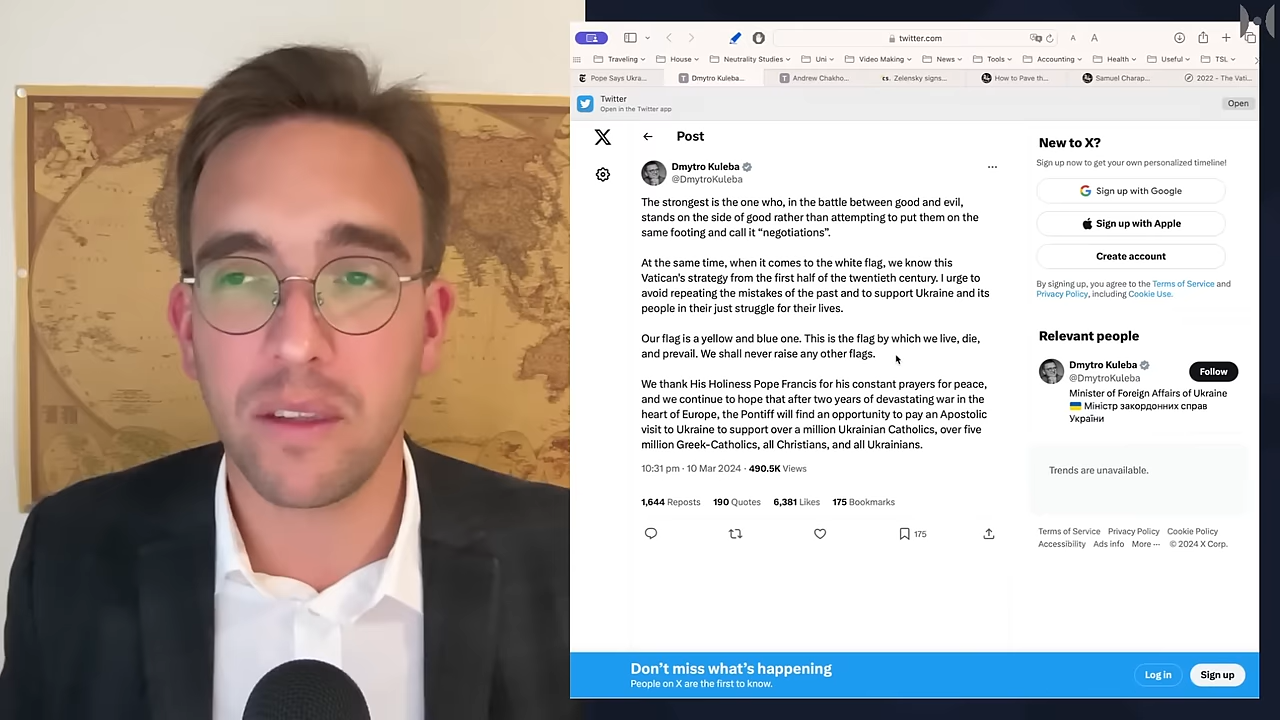 twitter.com
A
A
Traveling
House
Neutrality Studies
Uni
Video Making
News
Tools
Accounting
Health
Useful
TSL
Pope Says Ukra...
Dmytro Kuleba...
Andrew Chakho...
Zelensky signs...
How to Pave th...
Samuel Charap...
2022 - The Vati...
Twitter
Open in the Twitter app
Open
Post
Dmytro Kuleba
@DmytroKuleba
The strongest is the one who, in the battle between good and evil,
stands on the side of good rather than attempting to put them on the
same footing and call it “negotiations”.
At the same time, when it comes to the white flag, we know this
Vatican’s strategy from the first half of the twentieth century. I urge to
avoid repeating the mistakes of the past and to support Ukraine and its
people in their just struggle for their lives.
Our flag is a yellow and blue one. This is the flag by which we live, die,
and prevail. We shall never raise any other flags.
We thank His Holiness Pope Francis for his constant prayers for peace,
and we continue to hope that after two years of devastating war in the
heart of Europe, the Pontiff will find an opportunity to pay an Apostolic
visit to Ukraine to support over a million Ukrainian Catholics, over five
million Greek-Catholics, all Christians, and all Ukrainians.
10:31 pm · 10 Mar 2024 · 490.5K Views
1,644 Reposts 190 Quotes 6,381 Likes 175 Bookmarks
175
New to X?
Sign up now to get your own personalized timeline!
Sign up with Google
Sign up with Apple
Create account
By signing up, you agree to the Terms of Service and
Privacy Policy, including Cookie Use.
Relevant people
Dmytro Kuleba
@DmytroKuleba
Follow
Minister of Foreign Affairs of Ukraine
Міністр закордонних справ
України
Trends are unavailable.
Terms of Service Privacy Policy Cookie Policy
Accessibility Ads info More ··· © 2024 X Corp.
Don’t miss what’s happening
People on X are the first to know.
Log in
Sign up